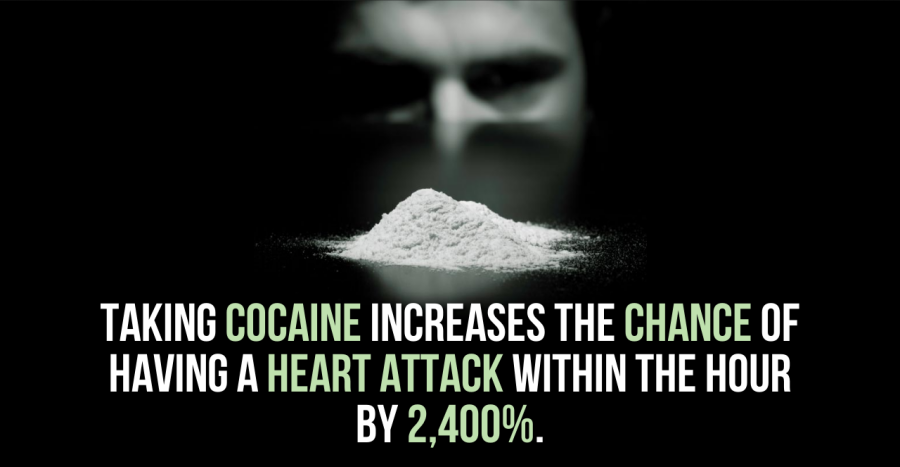 TAKING COCAINE INCREASES THE CHANCE OF
HAVING A HEART ATTACK WITHIN THE HOUR
BY 2,400%.